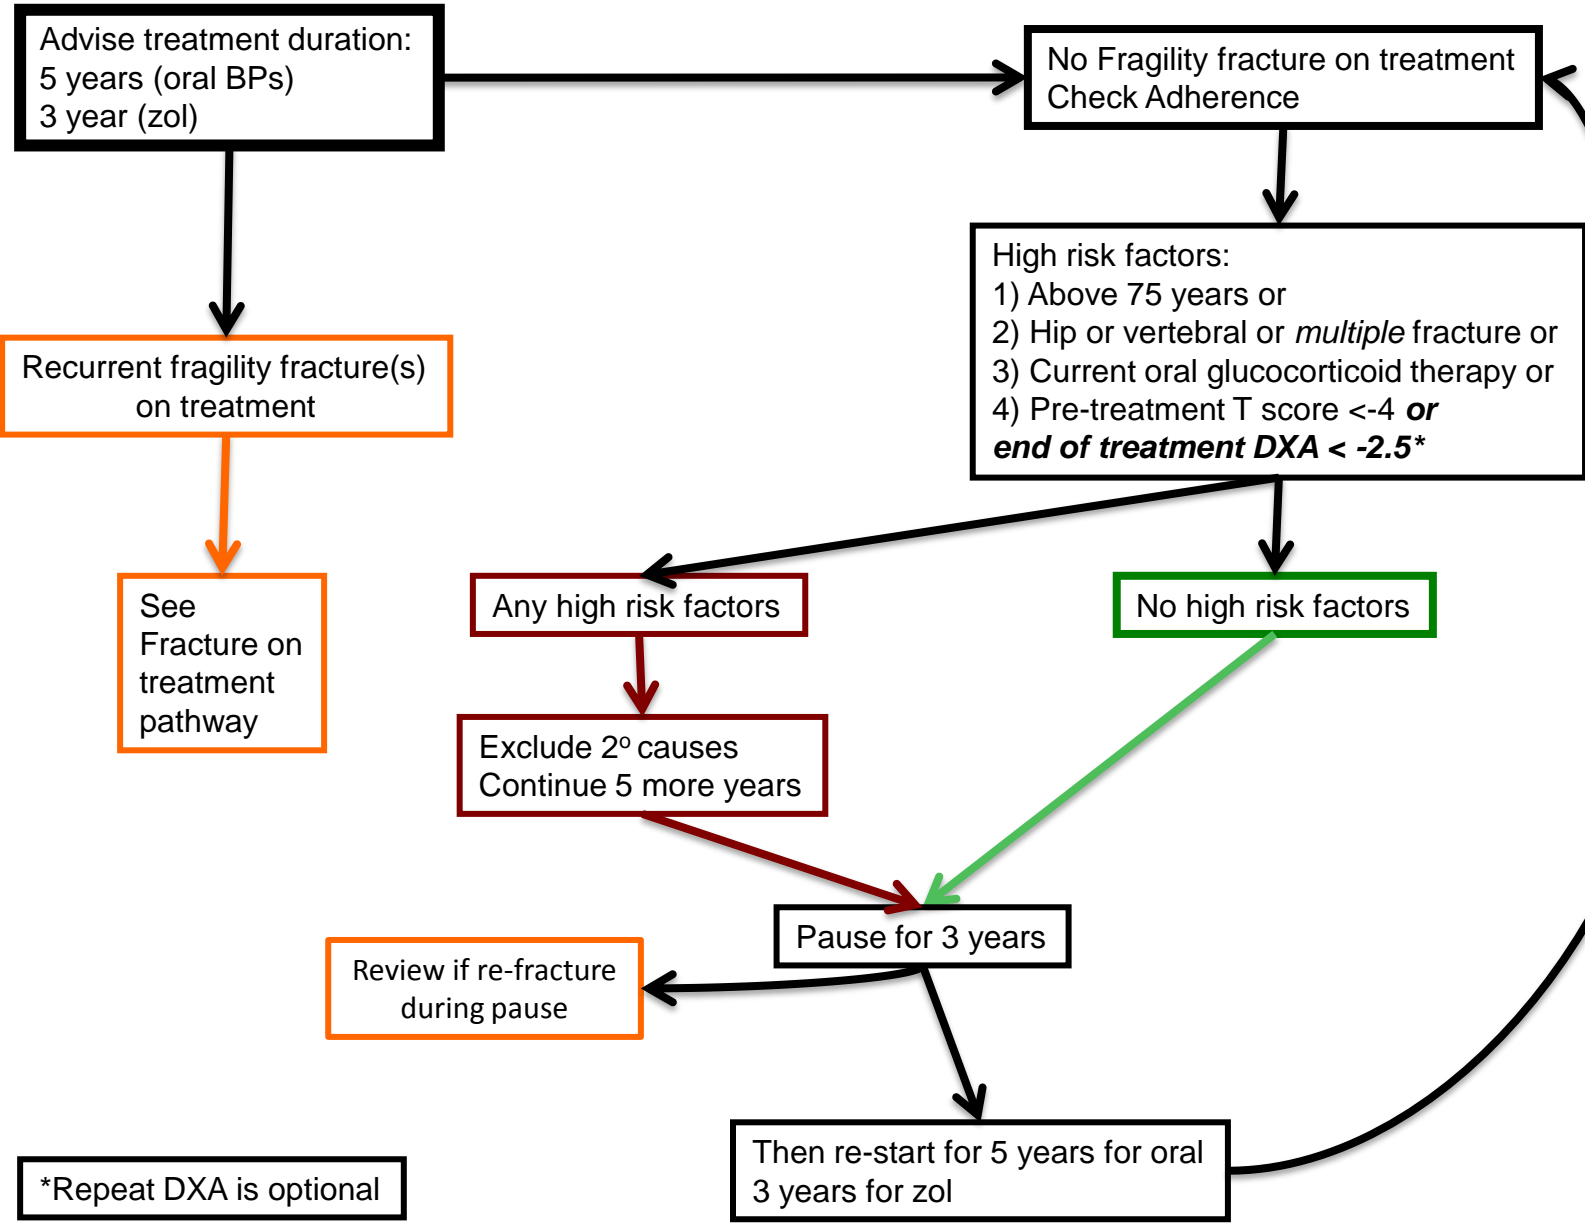 Advise treatment duration:
5 years (oral BPs)
3 year (zol)
No Fragility fracture on treatment
Check Adherence
High risk factors:
1) Above 75 years or
2) Hip or vertebral or multiple fracture or
3) Current oral glucocorticoid therapy or
4) Pre-treatment T score <-4 or
end of treatment DXA < -2.5*
Recurrent fragility fracture(s)
on treatment
See
Fracture on
treatment
pathway
Any high risk factors
No high risk factors
Exclude 2º causes
Continue 5 more years
Pause for 3 years
Review if re-fracture
during pause
Then re-start for 5 years for oral
3 years for zol
*Repeat DXA is optional